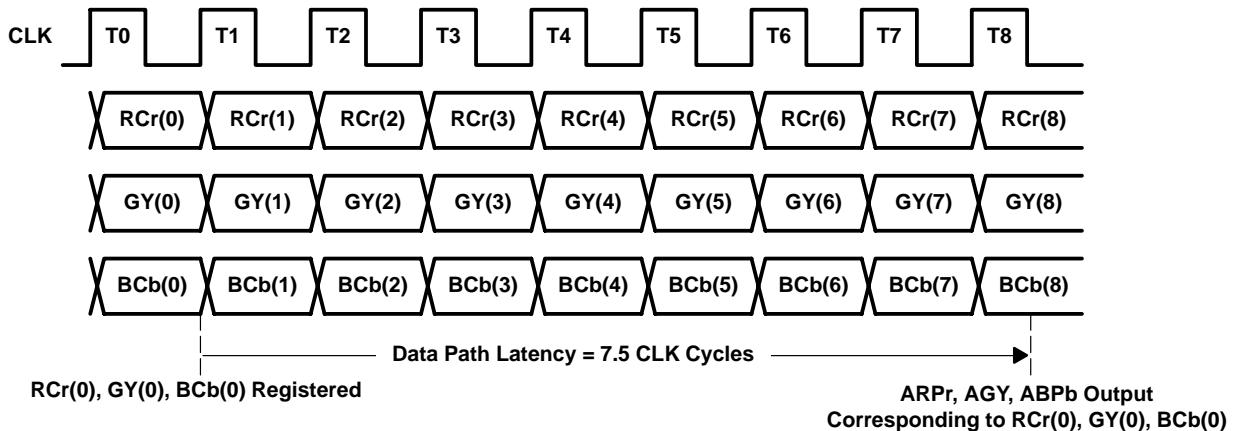 CLK T0 T1 T2 T3 T4 T5 T6 T7 T8
RCr(0) RCr(1) RCr(2) RCr(3) RCr(4) RCr(5) RCr(6) RCr(7) RCr(8)
GY(0) GY(1) GY(2) GY(3) GY(4) GY(5) GY(6) GY(7) GY(8)
BCb(0) BCb(1) BCb(2) BCb(3) BCb(4) BCb(5) BCb(6) BCb(7) BCb(8)
Data Path Latency = 7.5 CLK Cycles
RCr(0), GY(0), BCb(0) Registered
ARPr, AGY, ABPb Output
Corresponding to RCr(0), GY(0), BCb(0)